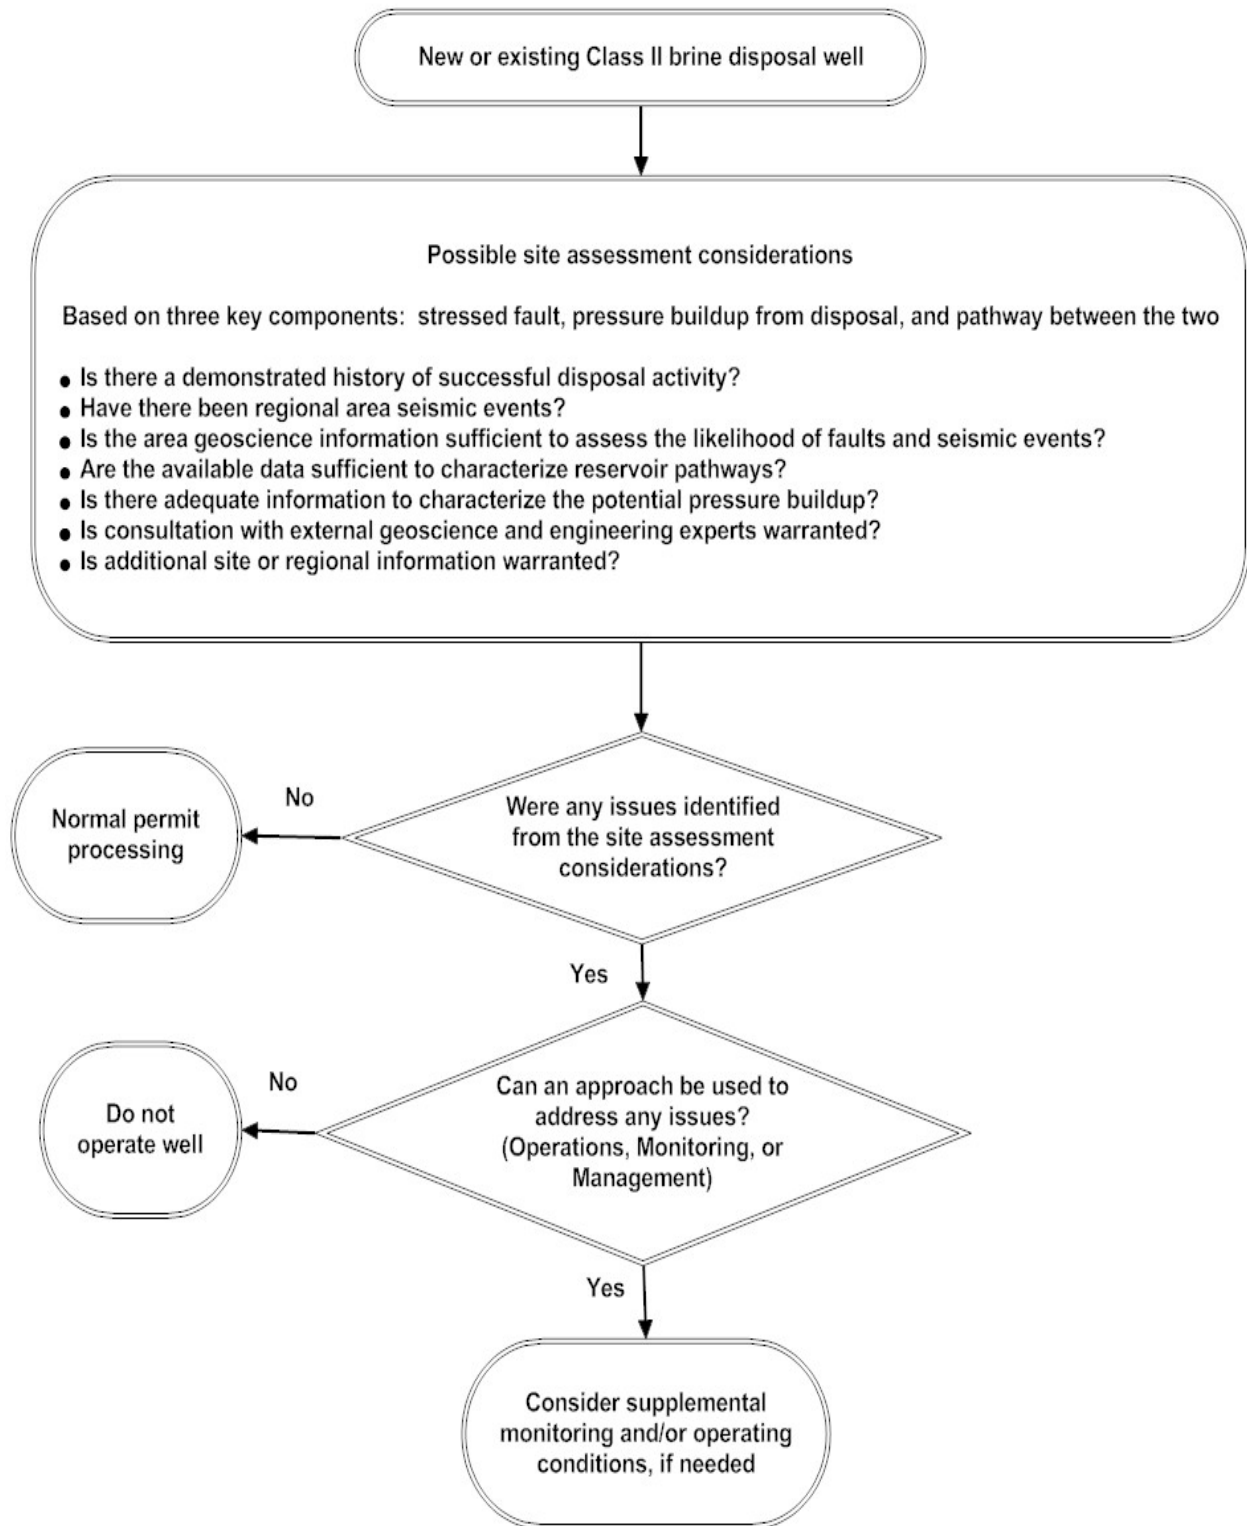 New or existing Class II brine disposal well
Possible site assessment considerations
Based on three key components: stressed fault, pressure buildup from disposal, and pathway between the two
● Is there a demonstrated history of successful disposal activity?
● Have there been regional area seismic events?
● Is the area geoscience information sufficient to assess the likelihood of faults and seismic events?
● Are the available data sufficient to characterize reservoir pathways?
● Is there adequate information to characterize the potential pressure buildup?
● Is consultation with external geoscience and engineering experts warranted?
● Is additional site or regional information warranted?
Were any issues identified
from the site assessment
considerations?
No
Normal permit
processing
Yes
Can an approach be used to
address any issues?
(Operations, Monitoring, or
Management)
No
Do not
operate well
Yes
Consider supplemental
monitoring and/or operating
conditions, if needed